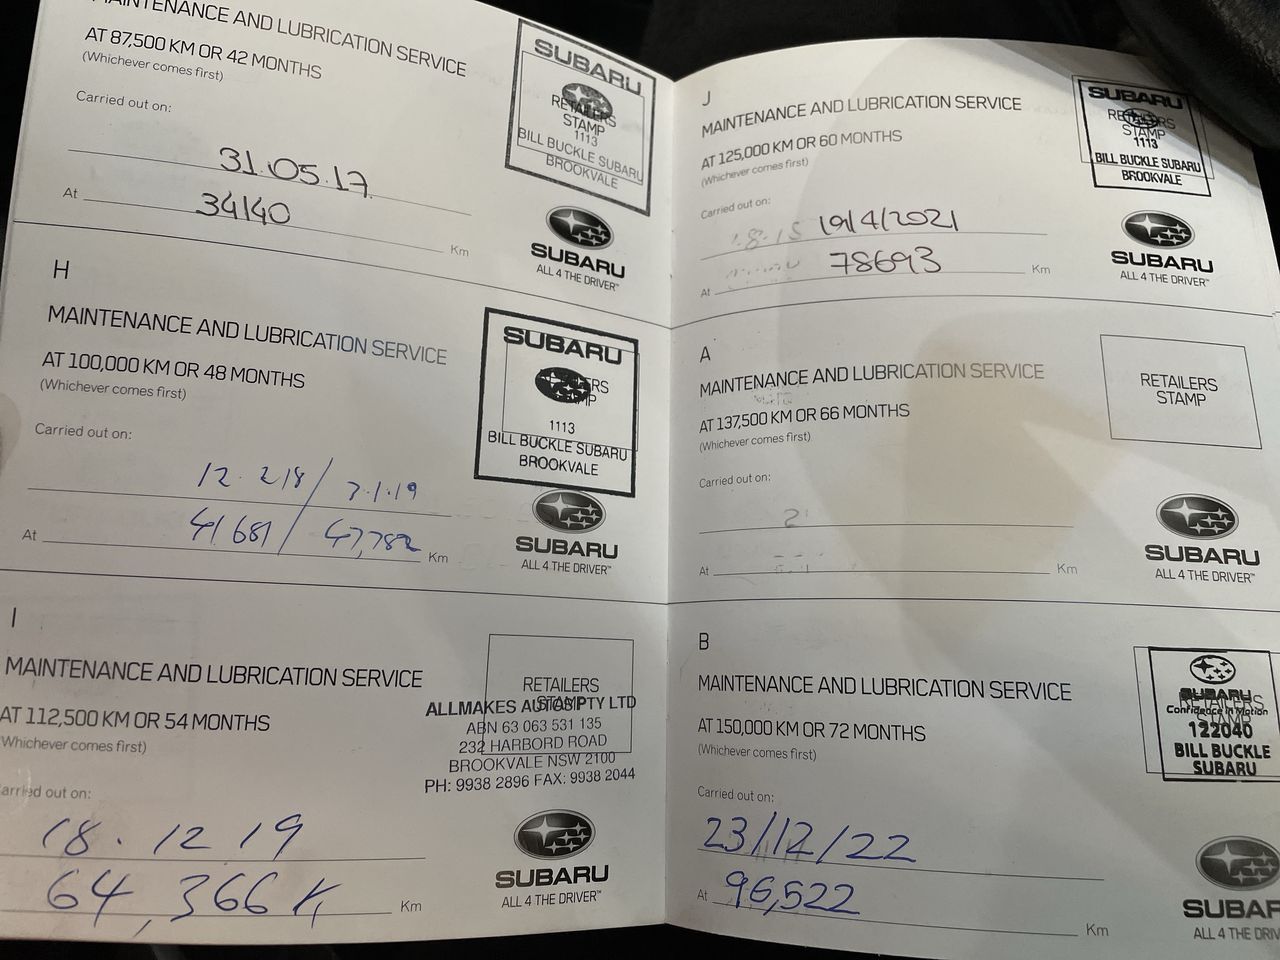 MAINTENANCE AND LUBRICATION SERVICE
AT 87,500 KM OR 42 MONTHS
(Whichever comes first)
Carried out on:
31.05.17
At 34140 Km
SUBARU
RETAILERS
STAMP
1113
BILL BUCKLE SUBARU
BROOKVALE
SUBARU
ALL 4 THE DRIVER™
H
MAINTENANCE AND LUBRICATION SERVICE
AT 100,000 KM OR 48 MONTHS
(Whichever comes first)
Carried out on:
12.2.18 / 3.1.19
At 41681 / 47,782 Km
SUBARU
1113
BILL BUCKLE SUBARU
BROOKVALE
SUBARU
ALL 4 THE DRIVER™
I
MAINTENANCE AND LUBRICATION SERVICE
AT 112,500 KM OR 54 MONTHS
(Whichever comes first)
Carried out on:
18.12 19
64,366 K Km
RETAILERS
STAMP
ALLMAKES AUTOS PTY LTD
ABN 63 063 531 135
232 HARBORD ROAD
BROOKVALE NSW 2100
PH: 9938 2896 FAX: 9938 2044
SUBARU
ALL 4 THE DRIVER™
J
MAINTENANCE AND LUBRICATION SERVICE
AT 125,000 KM OR 60 MONTHS
(Whichever comes first)
Carried out on:
19/4/2021
At 78693 Km
SUBARU
RETAILERS
STAMP
1113
BILL BUCKLE SUBARU
BROOKVALE
SUBARU
ALL 4 THE DRIVER™
A
MAINTENANCE AND LUBRICATION SERVICE
AT 137,500 KM OR 66 MONTHS
(Whichever comes first)
Carried out on:
At Km
RETAILERS
STAMP
SUBARU
ALL 4 THE DRIVER™
B
MAINTENANCE AND LUBRICATION SERVICE
AT 150,000 KM OR 72 MONTHS
(Whichever comes first)
Carried out on:
23/12/22
At 96,522 Km
SUBARU
RETAILERS
Confidence in Motion
STAMP
122040
BILL BUCKLE
SUBARU
SUBAR
ALL 4 THE DRIV